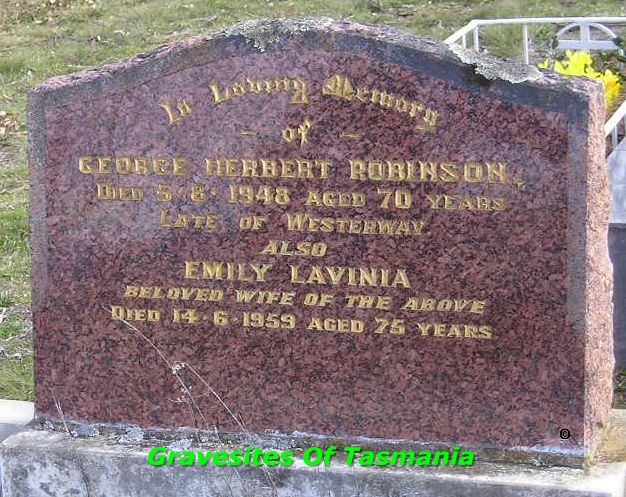 In Loving Memory
– of –
GEORGE HERBERT ROBINSON,
DIED 5·8·1948 AGED 70 YEARS
LATE OF WESTERWAY
ALSO
EMILY LAVINIA
BELOVED WIFE OF THE ABOVE
DIED 14·6·1959 AGED 75 YEARS
©
Gravesites Of Tasmania